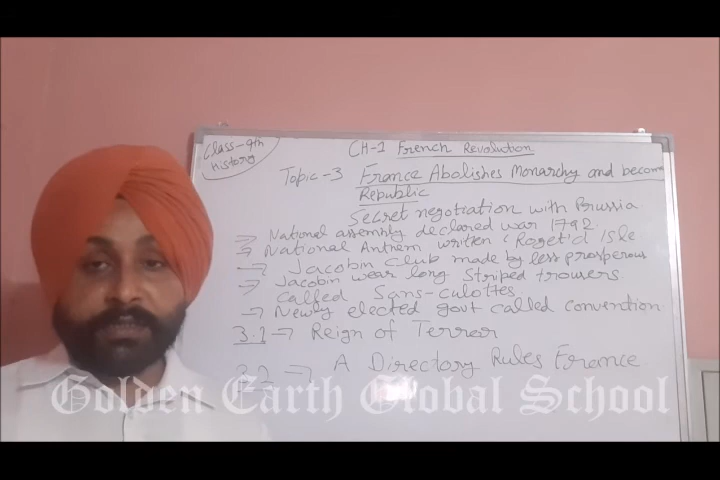 Class-9th
history
CH-1 French Revolution
Topic-3 France Abolishes Monarchy and become
Republic
Secret negotiation with Prussia
→ National assembly declared war 1792
→ National Anthem written : Roget'd Isle
→ Jacobin Club made by less prosperous
→ Jacobin wear long striped trousers
called Sans-culottes
→ Newly elected govt called convention
3.1 → Reign of Terror
3.2 → A Directory Rules France
Golden Earth Global School